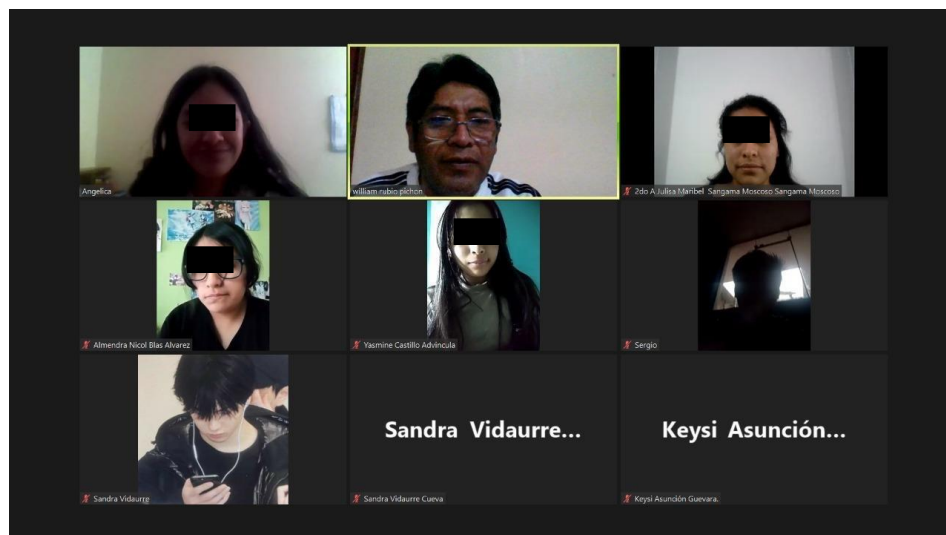 Angelica
william rubio pichon
2do A Julisa Maribel Sangama Moscoso Sangama Moscoso
Almendra Nicol Blas Alvarez
Yasmine Castillo Advincula
Sergio
Sandra Vidaurre
Sandra Vidaurre...
Sandra Vidaurre Cueva
Keysi Asunción...
Keysi Asunción Guevara.